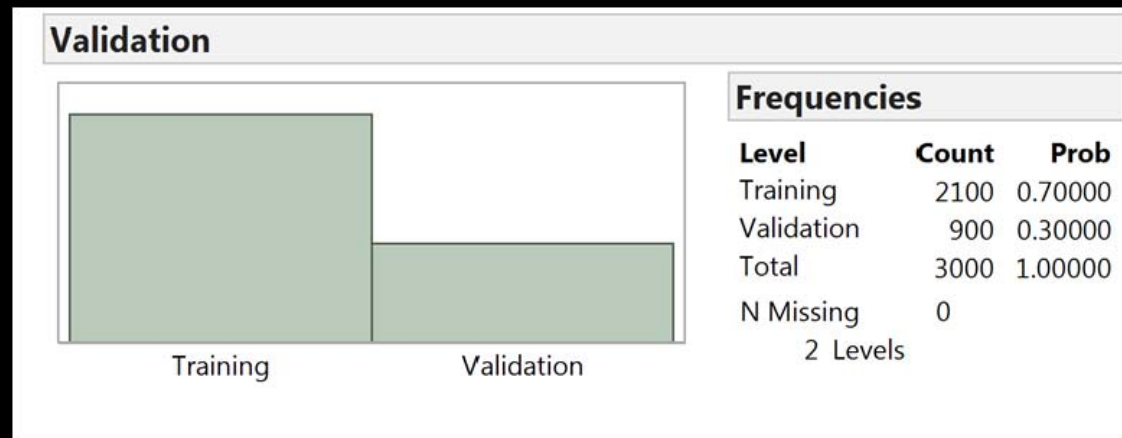 Validation
Training Validation
Frequencies
Level Count Prob
Training 2100 0.70000
Validation 900 0.30000
Total 3000 1.00000
N Missing 0
2 Levels